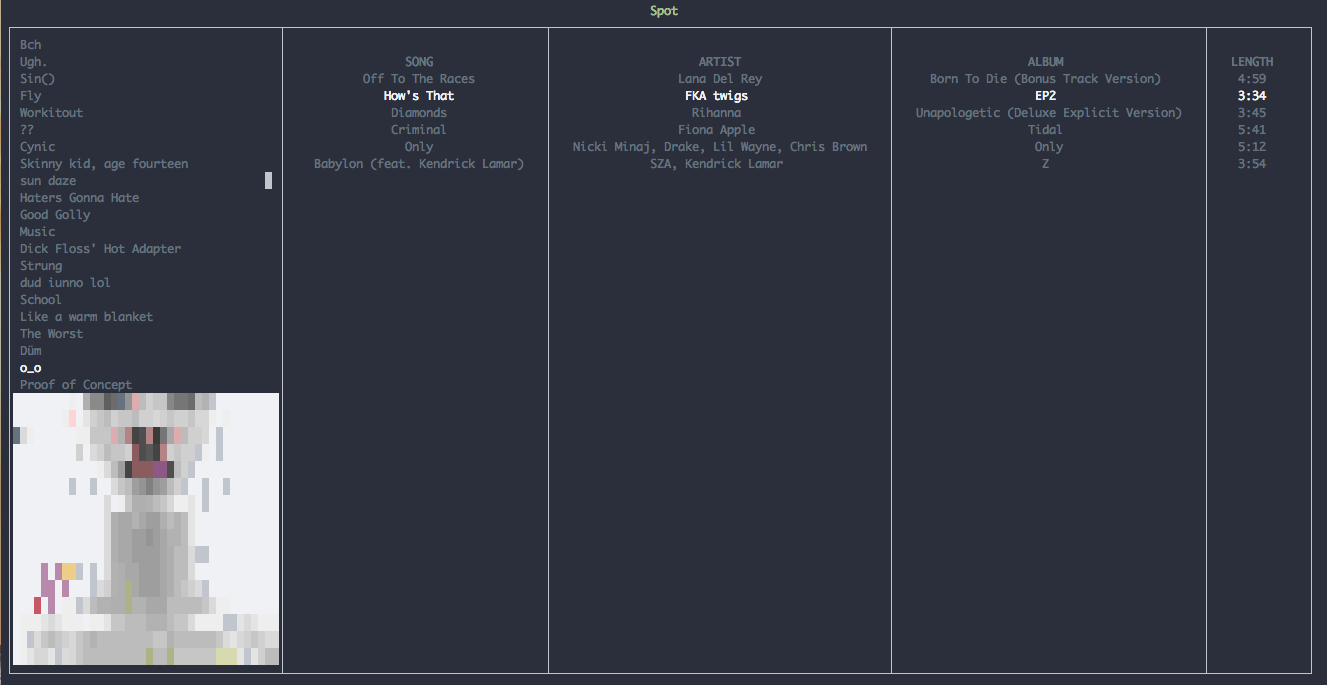 Spot
Bch
Ugh.
Sin()
Fly
Workitout
??
Cynic
Skinny kid, age fourteen
sun daze
Haters Gonna Hate
Good Golly
Music
Dick Floss' Hot Adapter
Strung
dud iunno lol
School
Like a warm blanket
The Worst
Düm
o_o
Proof of Concept
SONG ARTIST ALBUM LENGTH
Off To The Races Lana Del Rey Born To Die (Bonus Track Version) 4:59
How's That FKA twigs EP2 3:34
Diamonds Rihanna Unapologetic (Deluxe Explicit Version) 3:45
Criminal Fiona Apple Tidal 5:41
Only Nicki Minaj, Drake, Lil Wayne, Chris Brown Only 5:12
Babylon (feat. Kendrick Lamar) SZA, Kendrick Lamar Z 3:54